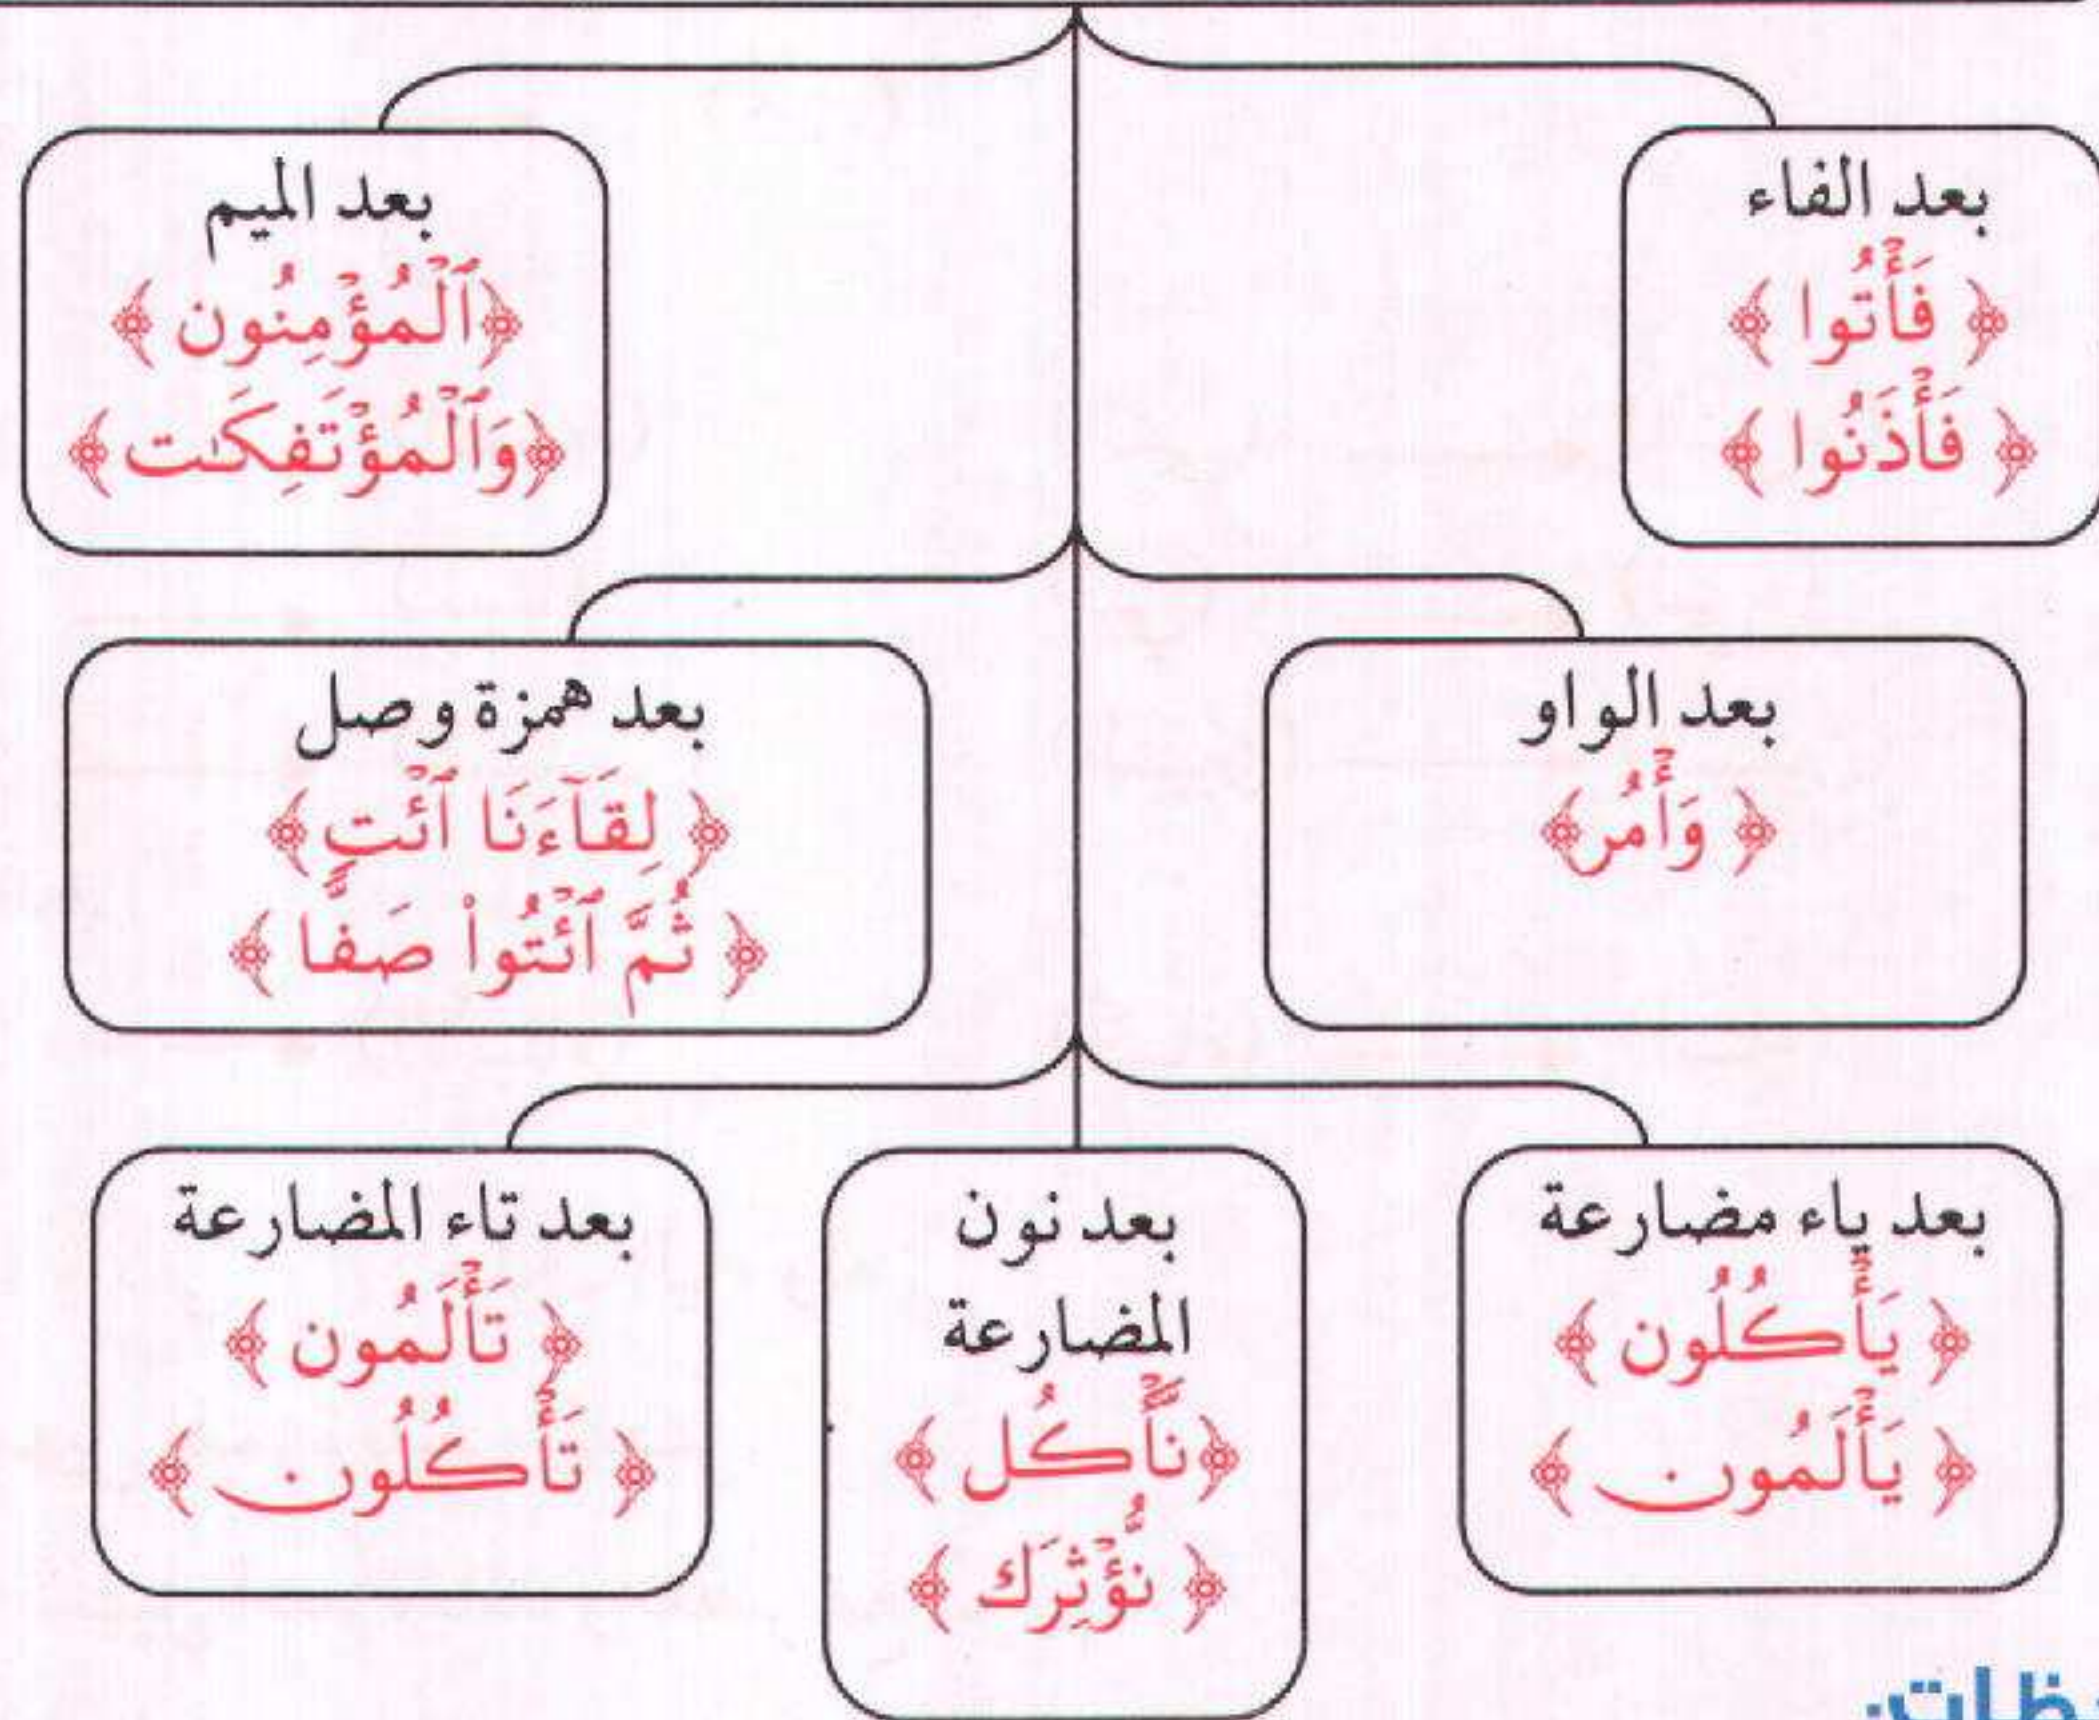 بعد الفاء
﴿ فَأْتُوا ﴾
﴿ فَأْذَنُوا ﴾
بعد الميم
﴿ٱلْمُؤْمِنُون ﴾
﴿وَٱلْمُؤْتَفِكَٰت ﴾
بعد الواو
﴿ وَأْمُر﴾
بعد همزة وصل
﴿ لِقَآءَنَا ٱئْتِ ﴾
﴿ ثُمَّ ٱئْتُوا۟ صَفًّا ﴾
بعد ياء مضارعة
﴿ يَأْكُلُون ﴾
﴿ يَأْلَمُون ﴾
بعد نون
المضارعة
﴿نَّأْكُل ﴾
﴿ نُّؤْثِرَك ﴾
بعد تاء المضارعة
﴿ تَأْلَمُون ﴾
﴿ تَأْكُلُون ﴾